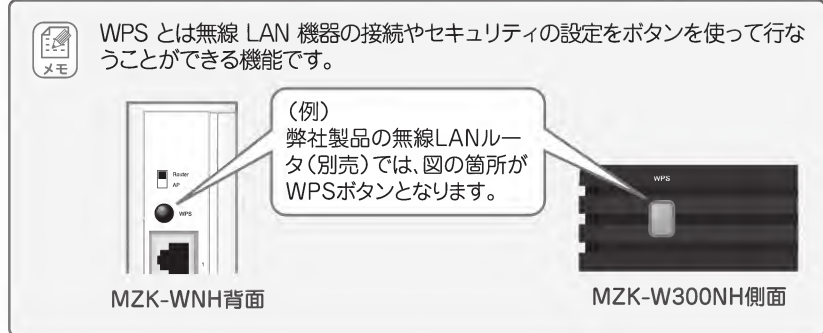 WPS とは無線 LAN 機器の接続やセキュリティの設定をボタンを使って行な
うことができる機能です。
メモ
（例）
弊社製品の無線LANルー
タ（別売）では、図の箇所が
WPSボタンとなります。
Router
AP
WPS
1
WPS
MZK-WNH背面
MZK-W300NH側面